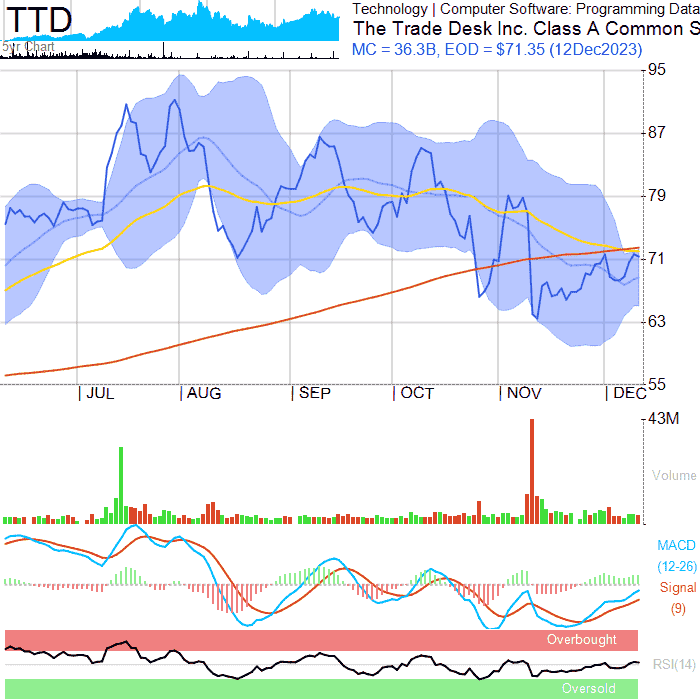 TTD
Technology | Computer Software: Programming Data
The Trade Desk Inc. Class A Common S
5yr Chart
MC = 36.3B, EOD = $71.35 (12Dec2023)
95
87
79
71
63
55
| JUL | AUG | SEP | OCT | NOV | DEC
43M
Volume
MACD
(12-26)
Signal
(9)
Overbought
RSI(14)
Oversold